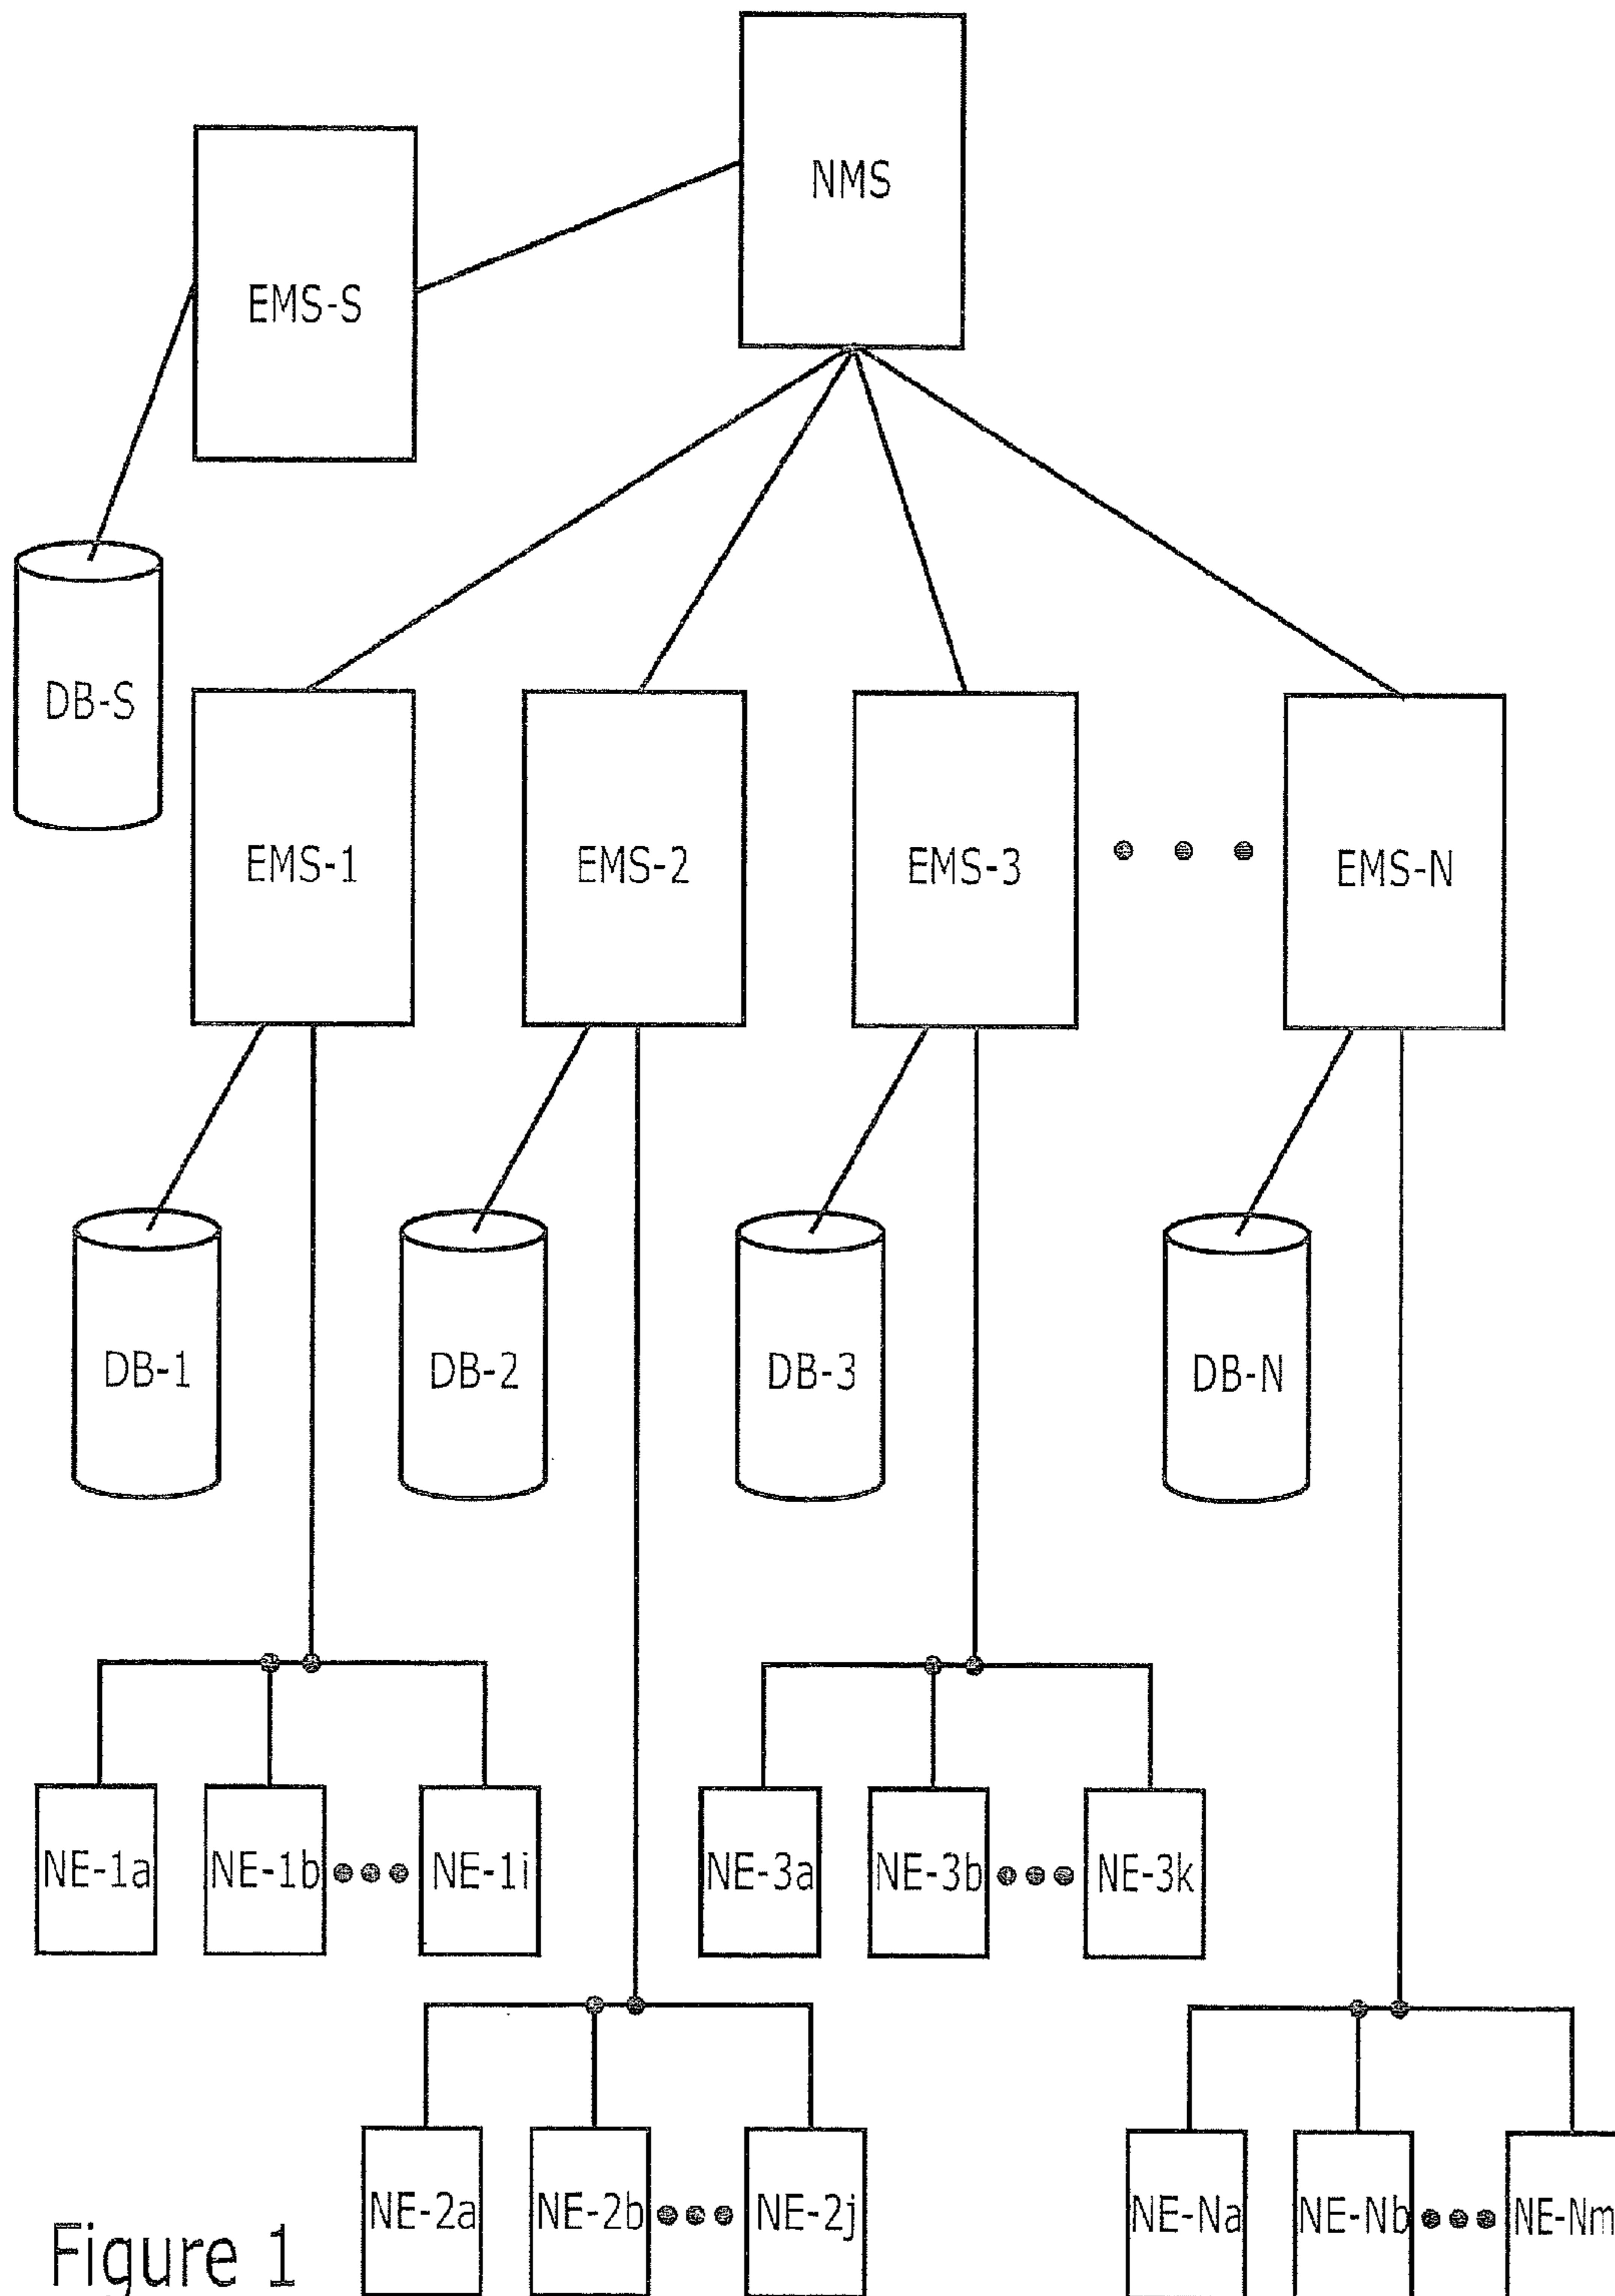 NMS
EMS-S
DB-S
EMS-1
EMS-2
EMS-3
EMS-N
DB-1
DB-2
DB-3
DB-N
NE-1a
NE-1b
NE-1i
NE-3a
NE-3b
NE-3k
NE-2a
NE-2b
NE-2j
NE-Na
NE-Nb
NE-Nm
Figure 1